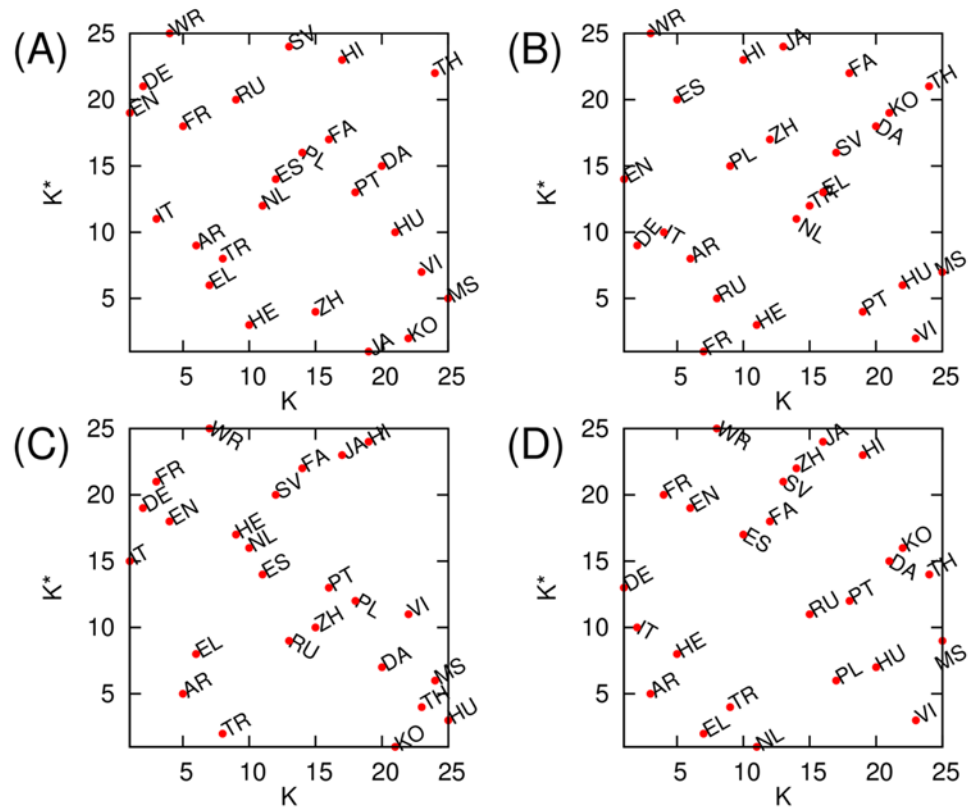 (A)
25
20
15
10
5
K*
WR
SV
HI
TH
DE
EN
RU
FR
FA
PL
ES
DA
PT
NL
IT
HU
AR
TR
VI
EL
MS
HE
ZH
KO
JA
5 10 15 20 25
K
(B)
25
20
15
10
5
K*
WR
JA
HI
FA
TH
ES
KO
DA
ZH
SV
PL
EN
EL
TR
NL
IT
DE
AR
MS
HU
RU
PT
HE
VI
FR
5 10 15 20 25
K
(C)
25
20
15
10
5
K*
WR
HI
JA
FA
FR
SV
DE
EN
HE
NL
IT
ES
PT
PL
VI
ZH
RU
EL
DA
MS
AR
TH
HU
TR
KO
5 10 15 20 25
K
(D)
25
20
15
10
5
K*
WR
JA
HI
ZH
SV
FR
EN
FA
ES
KO
DA
TH
DE
PT
RU
IT
MS
HE
HU
PL
AR
TR
VI
EL
NL
5 10 15 20 25
K